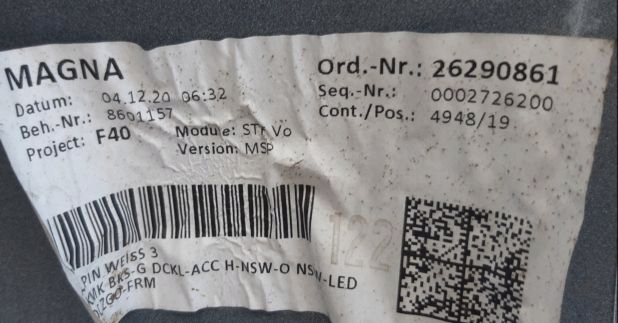 MAGNA
Ord.-Nr.: 26290861
Datum: 04.12.20 06:32
Seq.-Nr.: 0002726200
Beh.-Nr.: 8601157
Cont./Pos.: 4948/19
Project: F40
Module: STF Vo
Version: MSP
122
PIN WEISS 3
BKS-G DCKL-ACC H-NSW-O NSW-LED